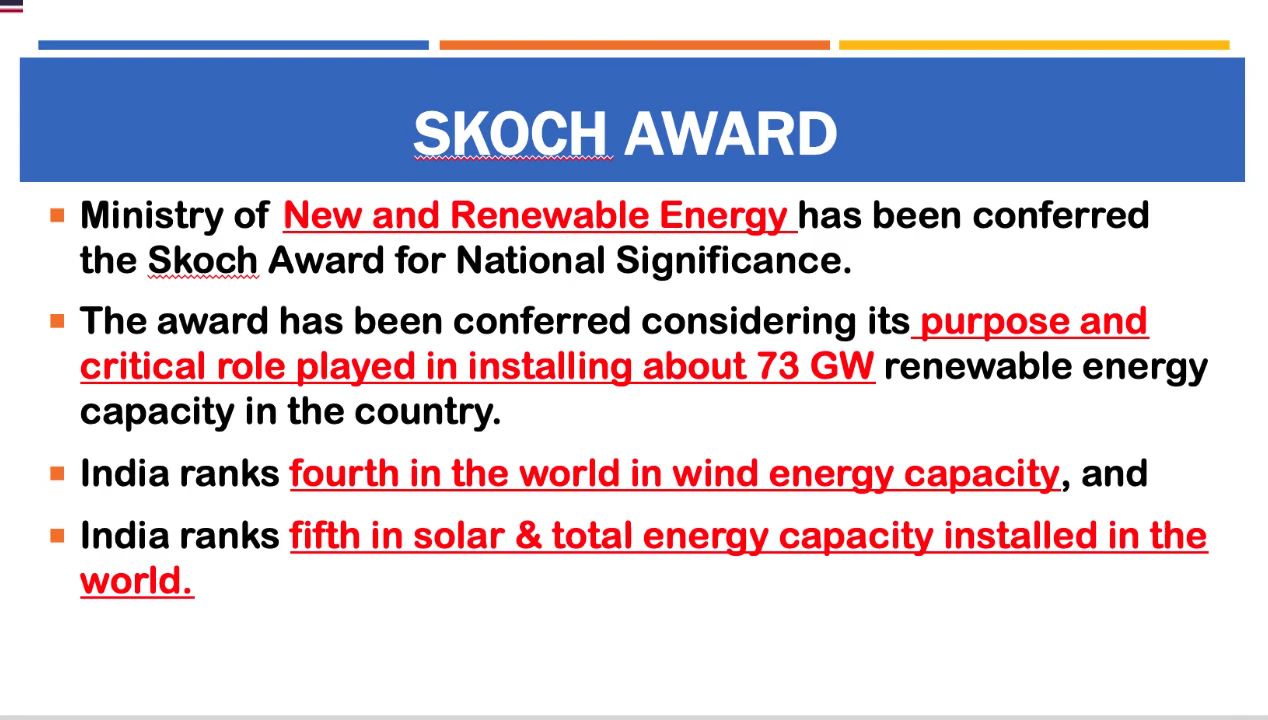 SKOCH AWARD
Ministry of New and Renewable Energy has been conferred
the Skoch Award for National Significance.
The award has been conferred considering its purpose and
critical role played in installing about 73 GW renewable energy
capacity in the country.
India ranks fourth in the world in wind energy capacity, and
India ranks fifth in solar & total energy capacity installed in the
world.